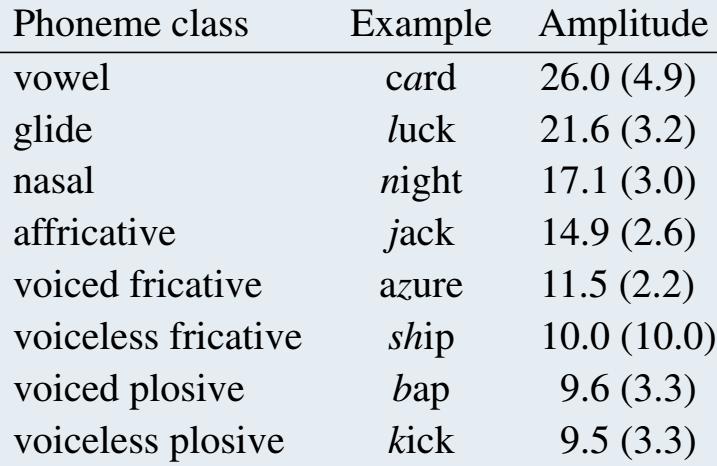 Phoneme class Example Amplitude
vowel card 26.0 (4.9)
glide luck 21.6 (3.2)
nasal night 17.1 (3.0)
affricative jack 14.9 (2.6)
voiced fricative azure 11.5 (2.2)
voiceless fricative ship 10.0 (10.0)
voiced plosive bap 9.6 (3.3)
voiceless plosive kick 9.5 (3.3)